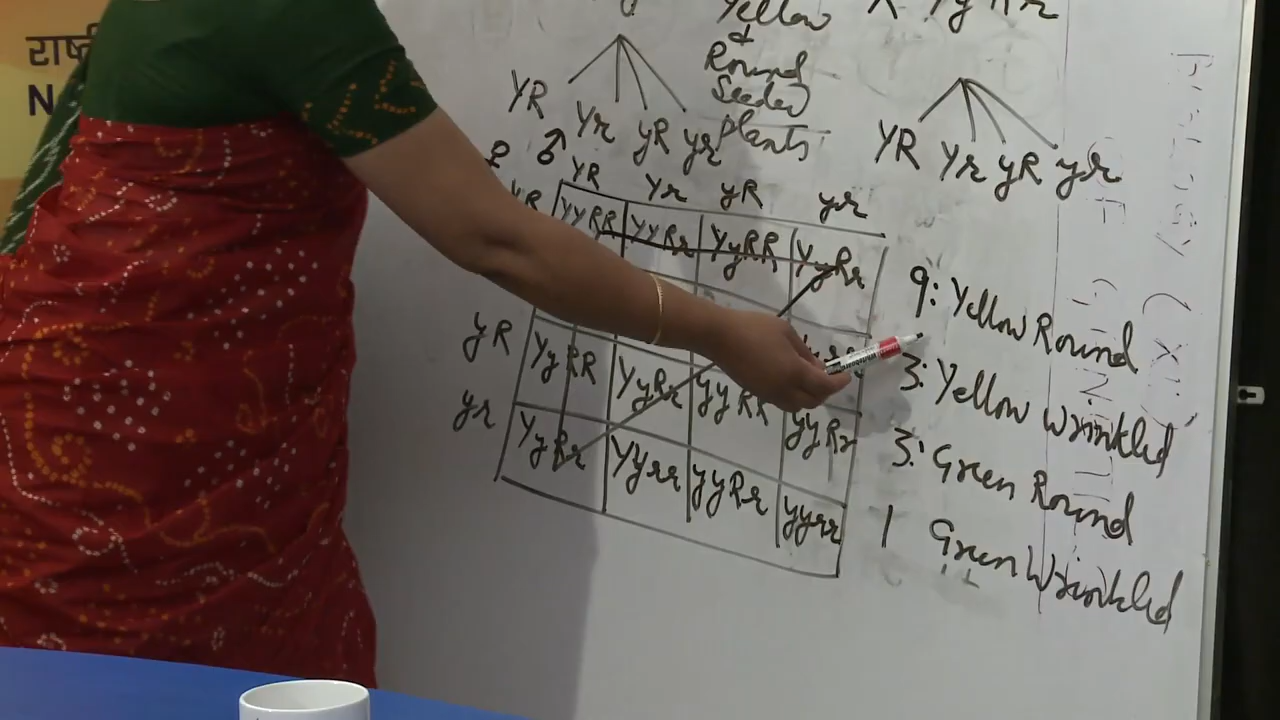 राष्ट्
N
Yellow
&
Round
Seeded
plants
X YyRr
YR Yr yR yr
YR Yr yR yr
♀ ♂ YR Yr yR yr
YR YYRR YYRr YyRR YyRr
yR YyRR YyRr yyRR yyRr
yr YyRr Yyrr yyRr yyrr
9: Yellow Round
3: Yellow Wrinkled
3: Green Round
1 Green Wrinkled